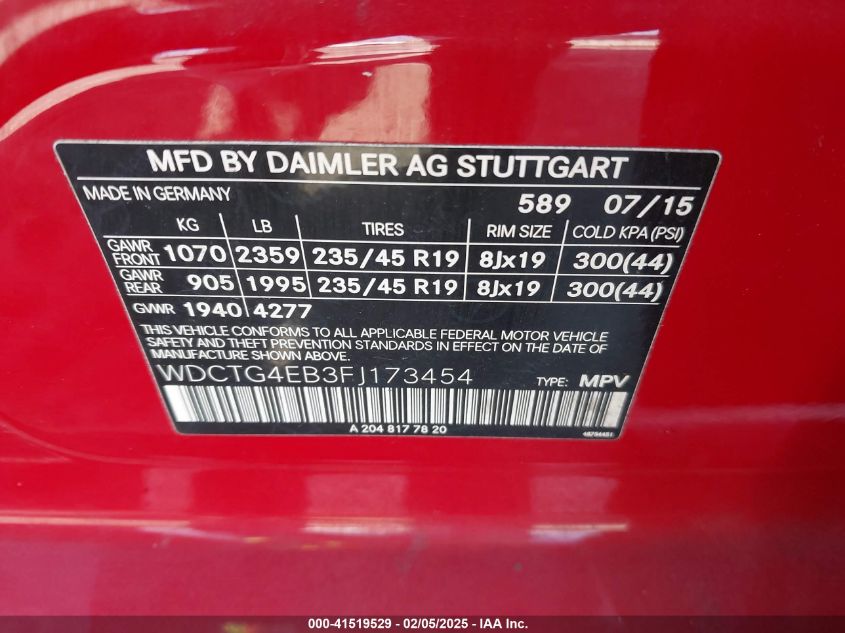 MFD BY DAIMLER AG STUTTGART
MADE IN GERMANY 589 07/15
KG LB TIRES RIM SIZE COLD KPA (PSI)
GAWR FRONT 1070 2359 235/45 R19 8Jx19 300(44)
GAWR REAR 905 1995 235/45 R19 8Jx19 300(44)
GVWR 1940 4277
THIS VEHICLE CONFORMS TO ALL APPLICABLE FEDERAL MOTOR VEHICLE
SAFETY AND THEFT PREVENTION STANDARDS IN EFFECT ON THE DATE OF
MANUFACTURE SHOWN ABOVE.
WDCTG4EB3FJ173454 TYPE: MPV
A 204 817 78 20
000-41519529 - 02/05/2025 - IAA Inc.